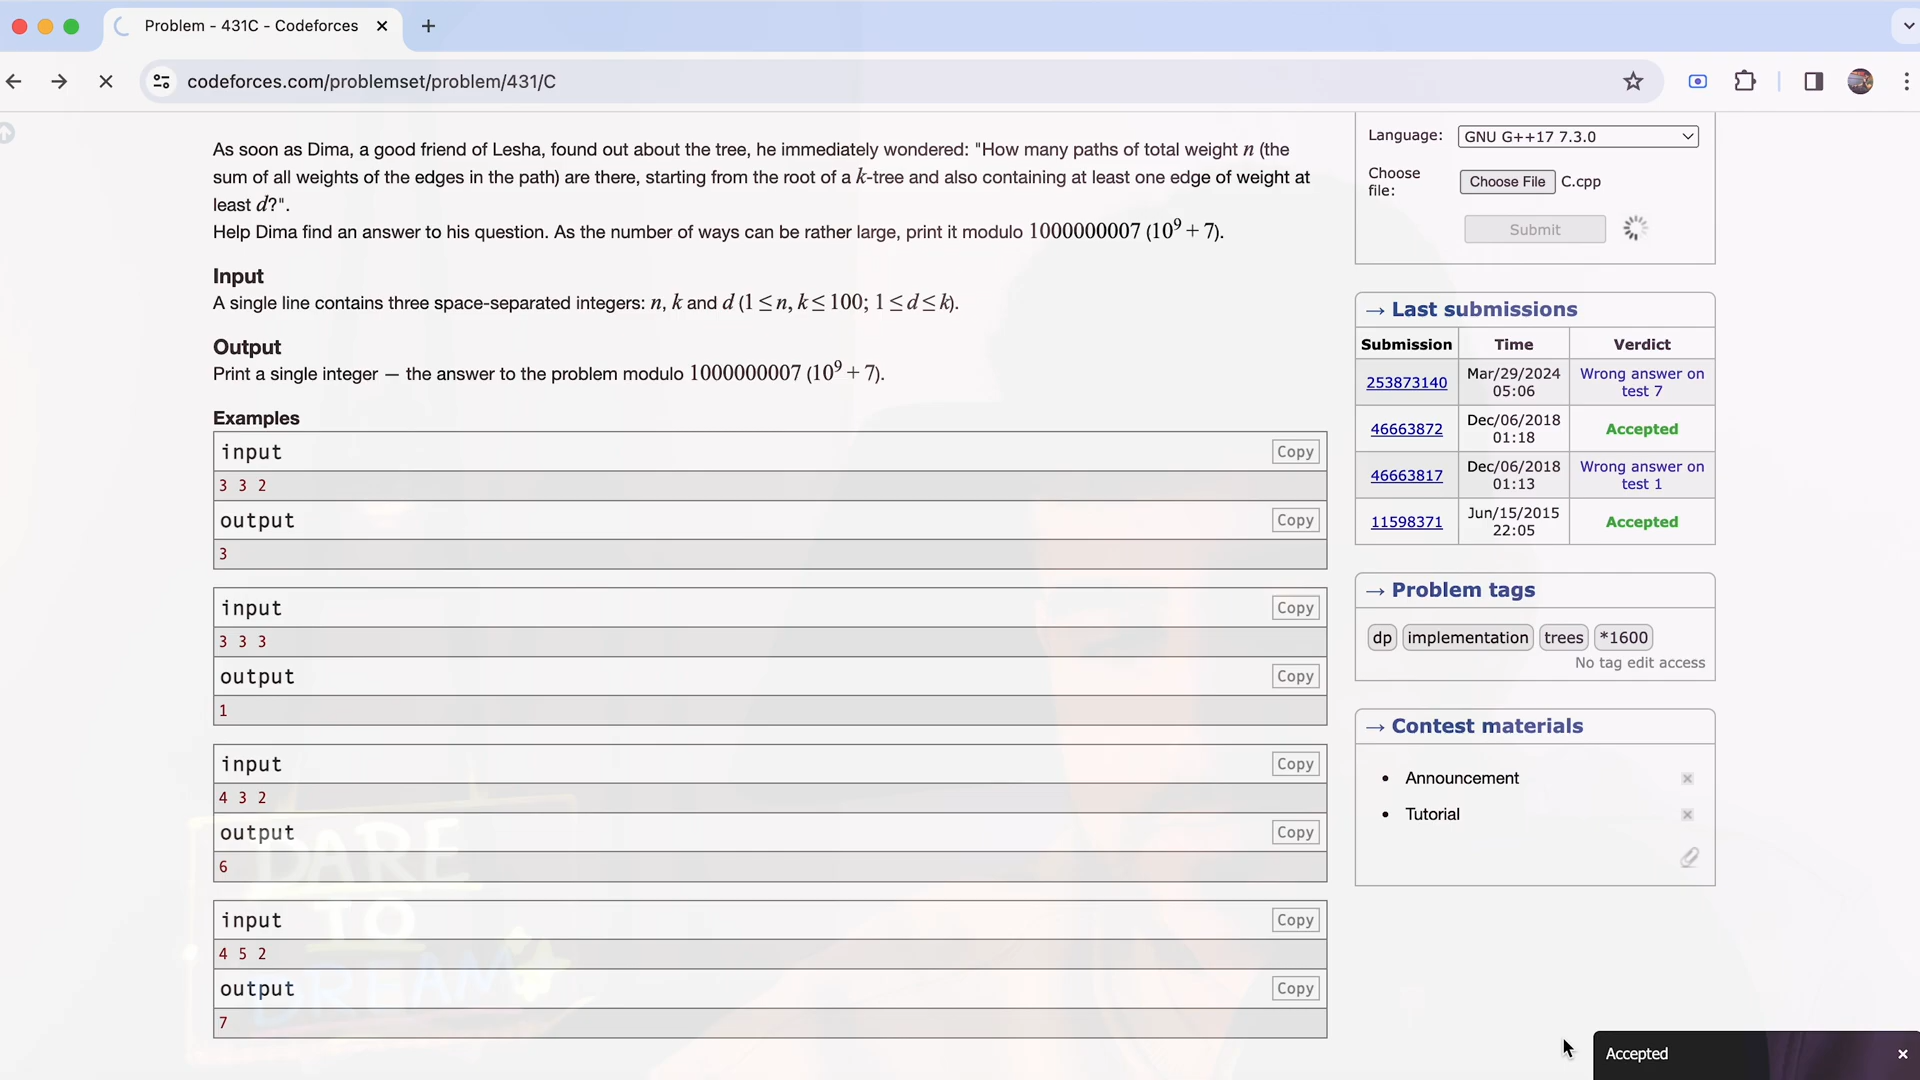 Problem - 431C - Codeforces
codeforces.com/problemset/problem/431/C
As soon as Dima, a good friend of Lesha, found out about the tree, he immediately wondered: "How many paths of total weight n (the
sum of all weights of the edges in the path) are there, starting from the root of a k-tree and also containing at least one edge of weight at
least d?".
Help Dima find an answer to his question. As the number of ways can be rather large, print it modulo 1000000007 (10⁹ + 7).
Input
A single line contains three space-separated integers: n, k and d (1 ≤ n, k ≤ 100; 1 ≤ d ≤ k).
Output
Print a single integer — the answer to the problem modulo 1000000007 (10⁹ + 7).
Examples
input
Copy
3 3 2
output
Copy
3
input
Copy
3 3 3
output
Copy
1
input
Copy
4 3 2
output
Copy
6
input
Copy
4 5 2
output
Copy
7
DARE
TO
DREAM
Language: GNU G++17 7.3.0
Choose
file:
Choose File C.cpp
Submit
→ Last submissions
Submission Time Verdict
253873140 Mar/29/2024 05:06 Wrong answer on test 7
46663872 Dec/06/2018 01:18 Accepted
46663817 Dec/06/2018 01:13 Wrong answer on test 1
11598371 Jun/15/2015 22:05 Accepted
→ Problem tags
dp implementation trees *1600
No tag edit access
→ Contest materials
Announcement
Tutorial
Accepted